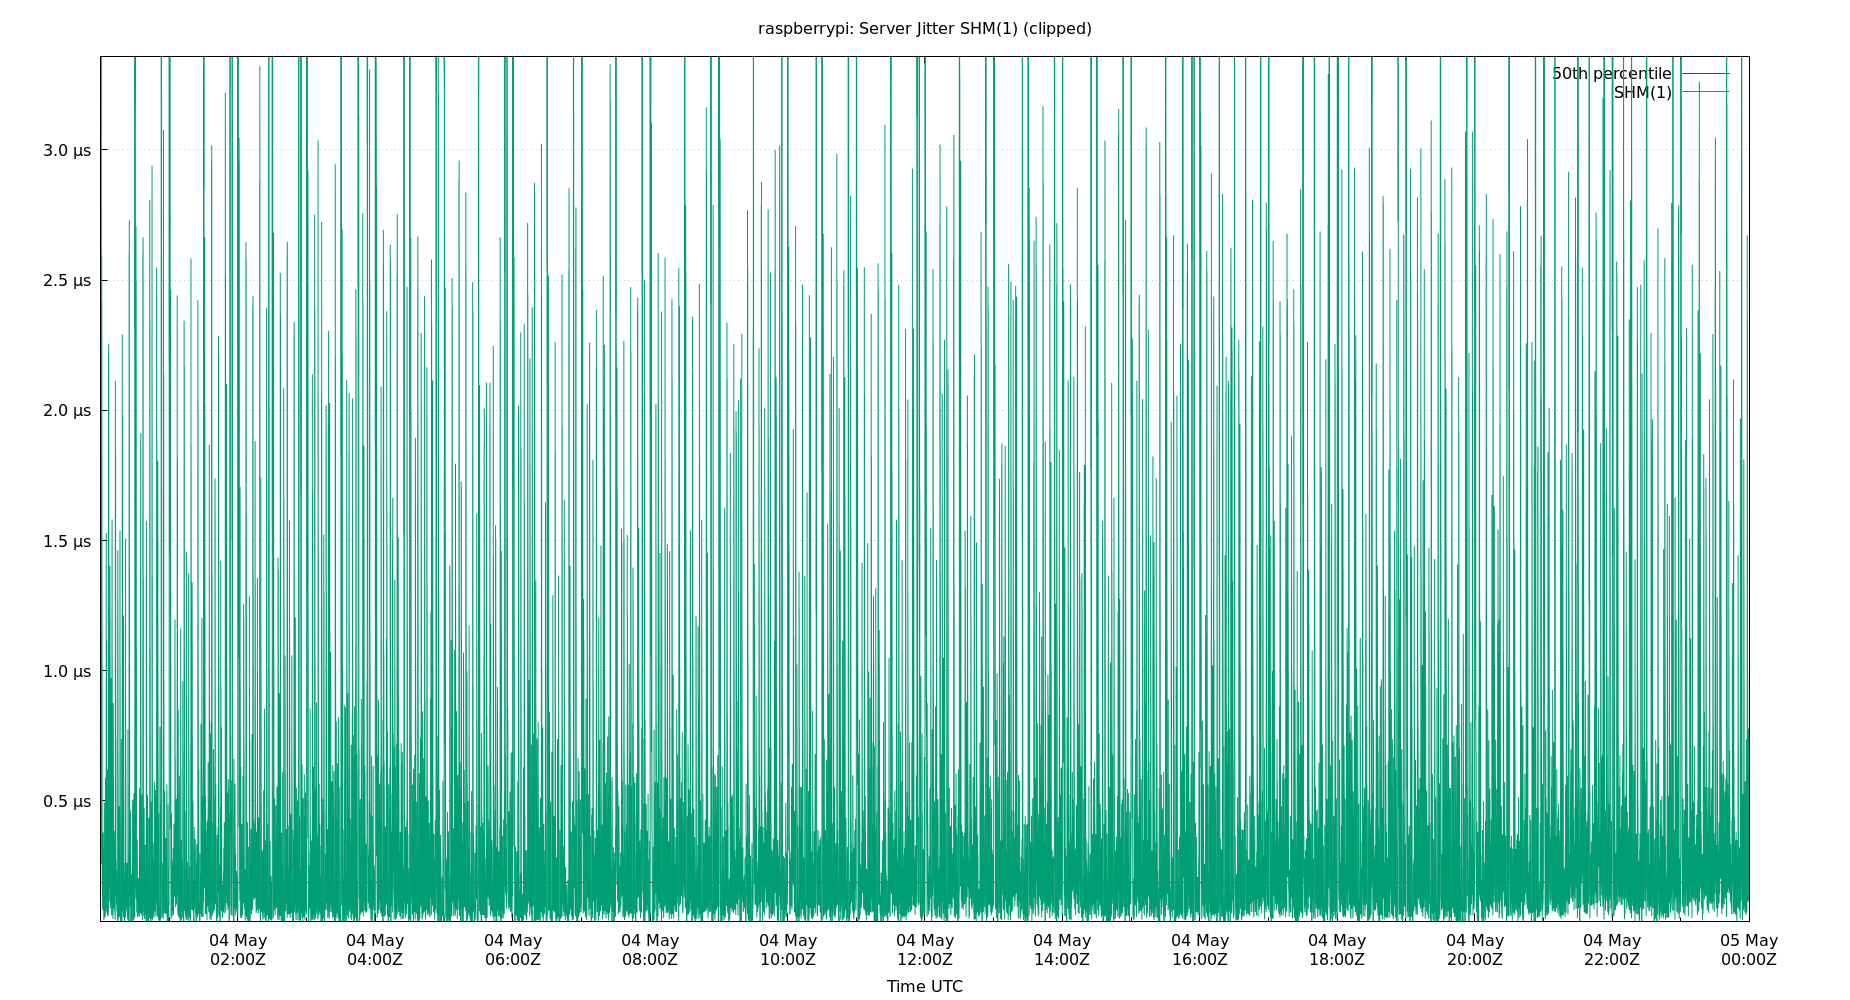 raspberrypi: Server Jitter SHM(1) (clipped)
50th percentile
SHM(1)
3.0 µs
2.5 µs
2.0 µs
1.5 µs
1.0 µs
0.5 µs
04 May 04 May 04 May 04 May 04 May 04 May 04 May 04 May 04 May 04 May 04 May 05 May
02:00Z 04:00Z 06:00Z 08:00Z 10:00Z 12:00Z 14:00Z 16:00Z 18:00Z 20:00Z 22:00Z 00:00Z
Time UTC